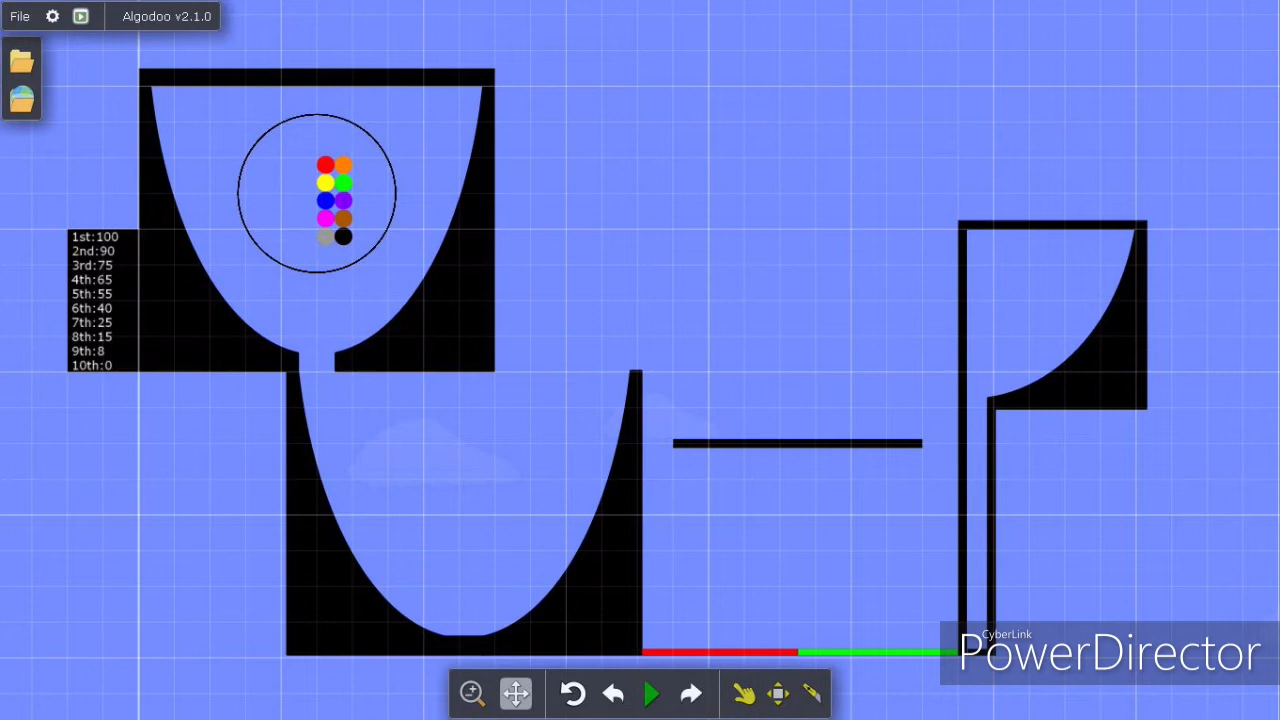 File
Algodoo v2.1.0
1st:100
2nd:90
3rd:75
4th:65
5th:55
6th:40
7th:25
8th:15
9th:8
10th:0
CyberLink
PowerDirector